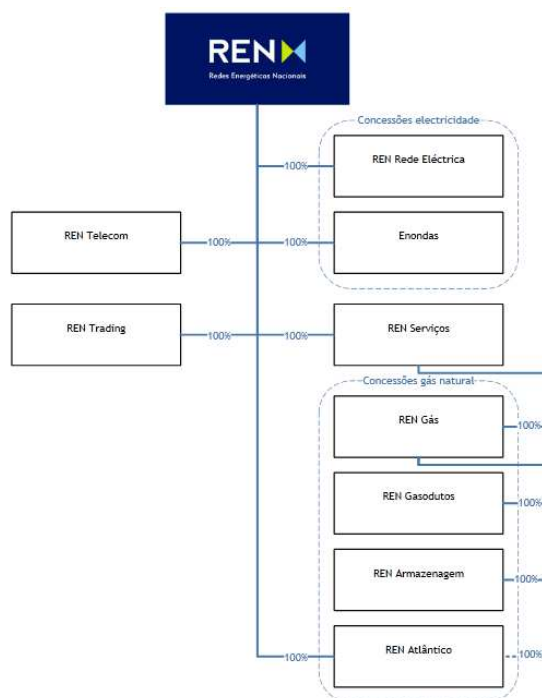 REN
Redes Energéticas Nacionais
Concessões electricidade
100%
REN Rede Eléctrica
REN Telecom
100%
100%
Enondas
REN Trading
100%
100%
REN Serviços
Concessões gás natural
REN Gás
100%
REN Gasodutos
100%
REN Armazenagem
100%
100%
REN Atlântico
100%